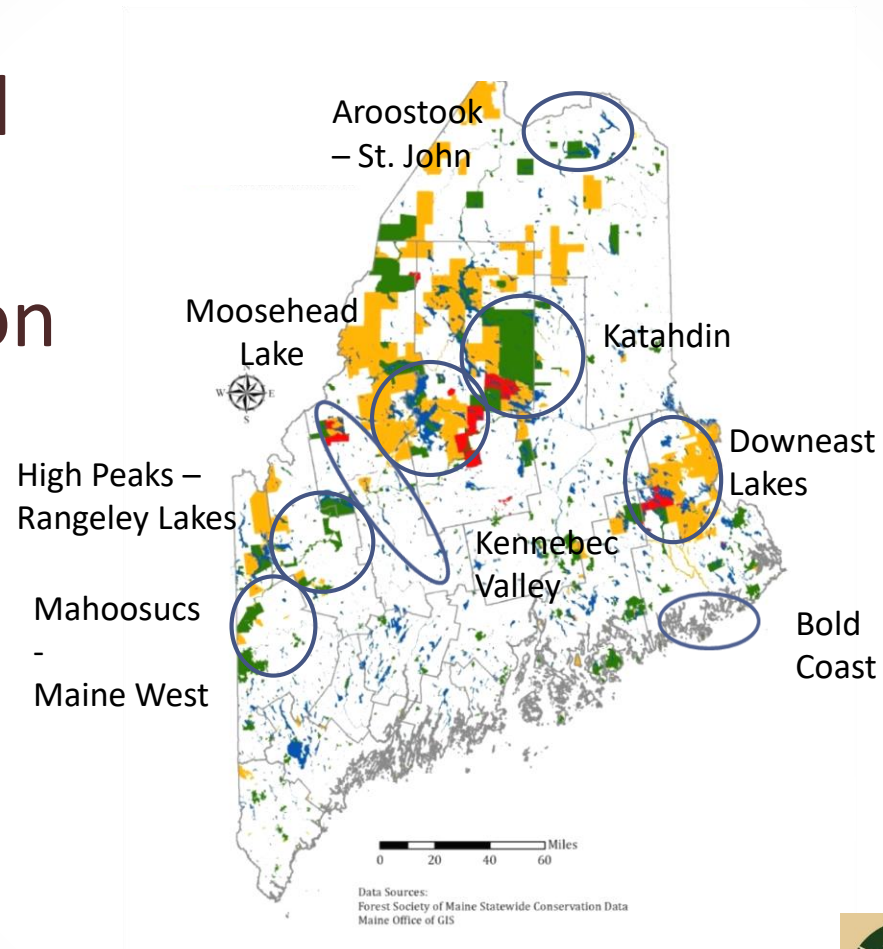 l
on
Aroostook
– St. John
Moosehead
Lake
N
W E
S
Katahdin
Downeast
Lakes
High Peaks –
Rangeley Lakes
Kennebec
Valley
Mahoosucs
-
Maine West
Bold
Coast
Miles
0 20 40 60
Data Sources:
Forest Society of Maine Statewide Conservation Data
Maine Office of GIS